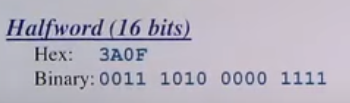 Halfword (16 bits)
Hex: 3A0F
Binary: 0011 1010 0000 1111